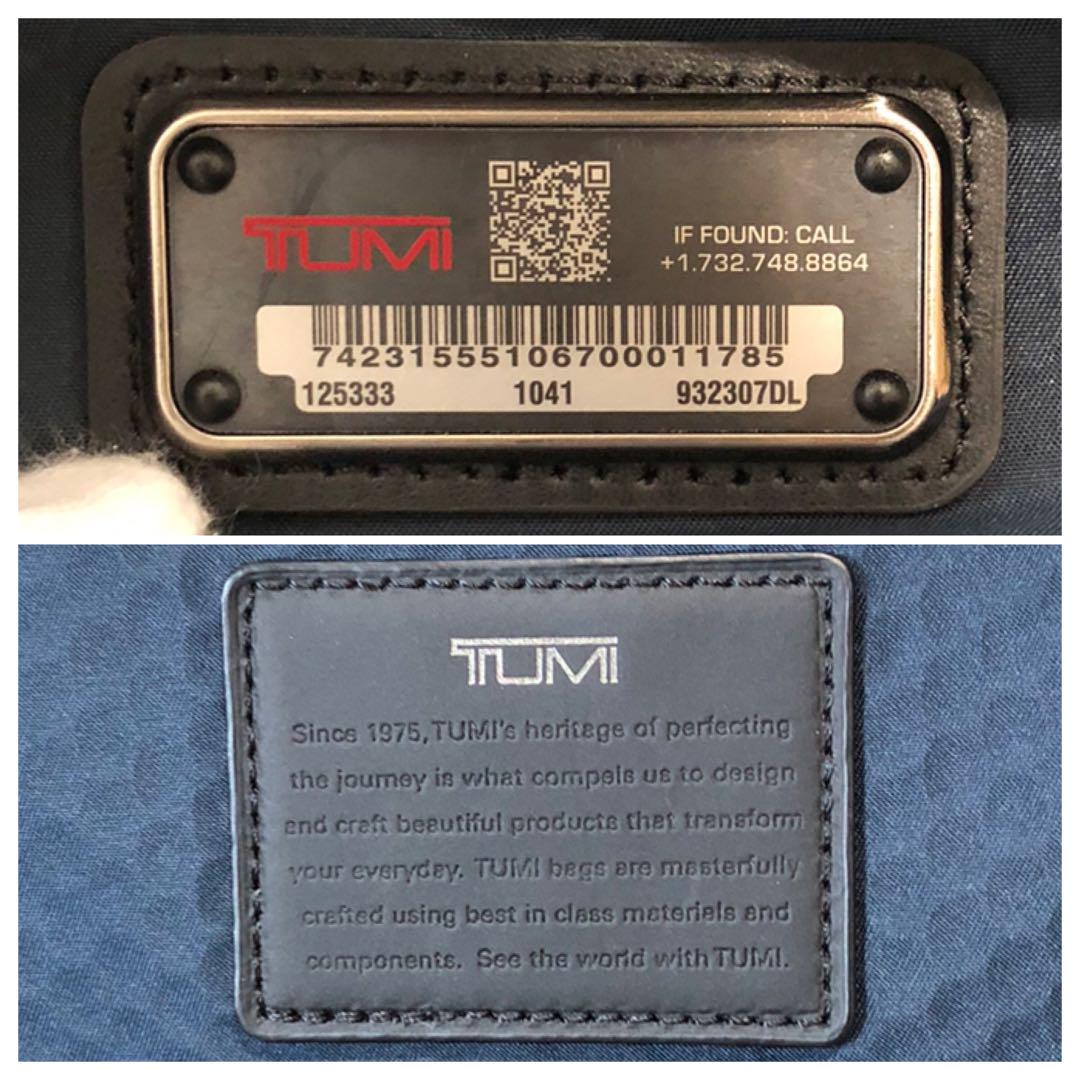 TUMI
IF FOUND: CALL
+1.732.748.8864
74231555106700011785
125333 1041 932307DL
TUMI
Since 1975, TUMI's heritage of perfecting
the journey is what compels us to design
and craft beautiful products that transform
your everyday. TUMI bags are masterfully
crafted using best in class materials and
components. See the world with TUMI.